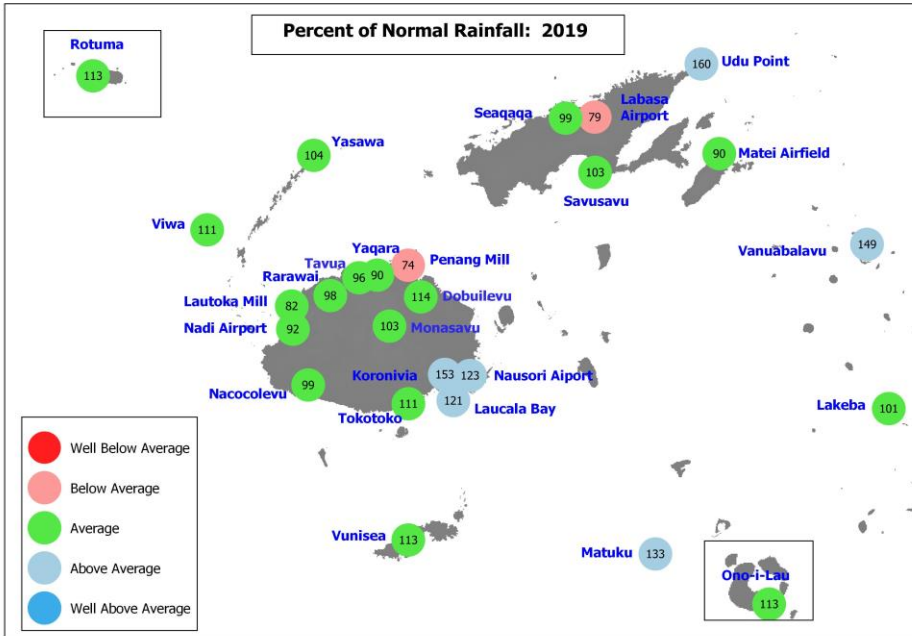 Percent of Normal Rainfall: 2019
Rotuma
113
Udu Point
160
Labasa
Airport
Seaqaqa
99
79
Yasawa
104
Matei Airfield
90
103
Savusavu
Viwa
111
Vanuabalavu
149
Yaqara
Penang Mill
74
Tavua
96
90
Rarawai
98
Dobuilevu
114
Lautoka Mill
82
Nadi Airport
92
103
Monasavu
Koronivia
153
123
Nausori Aiport
Nacocolevu
99
121
Laucala Bay
Tokotoko
111
Lakeba
101
Well Below Average
Below Average
Average
Above Average
Well Above Average
Vunisea
113
Matuku
133
Ono-i-Lau
113